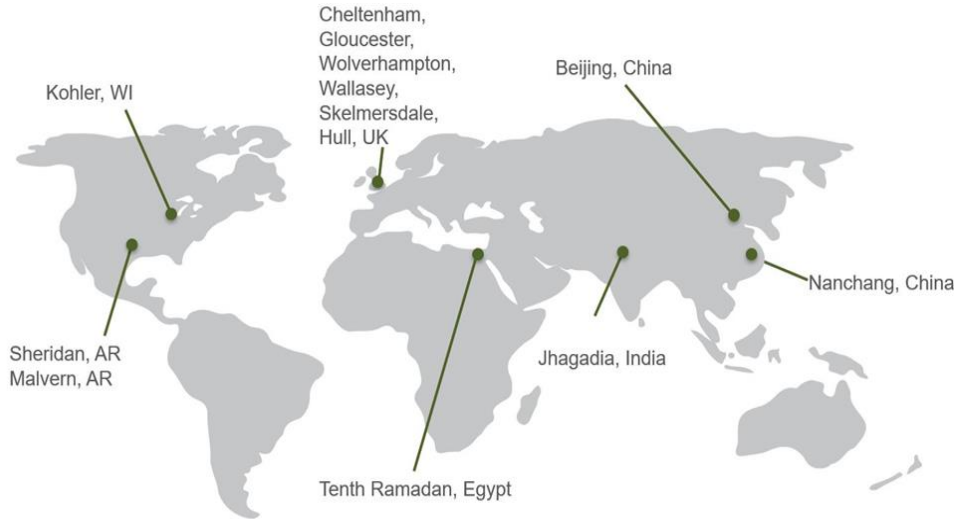 Cheltenham,
Gloucester,
Wolverhampton,
Wallasey,
Skelmersdale,
Hull, UK
Kohler, WI
Beijing, China
Nanchang, China
Sheridan, AR
Malvern, AR
Jhagadia, India
Tenth Ramadan, Egypt